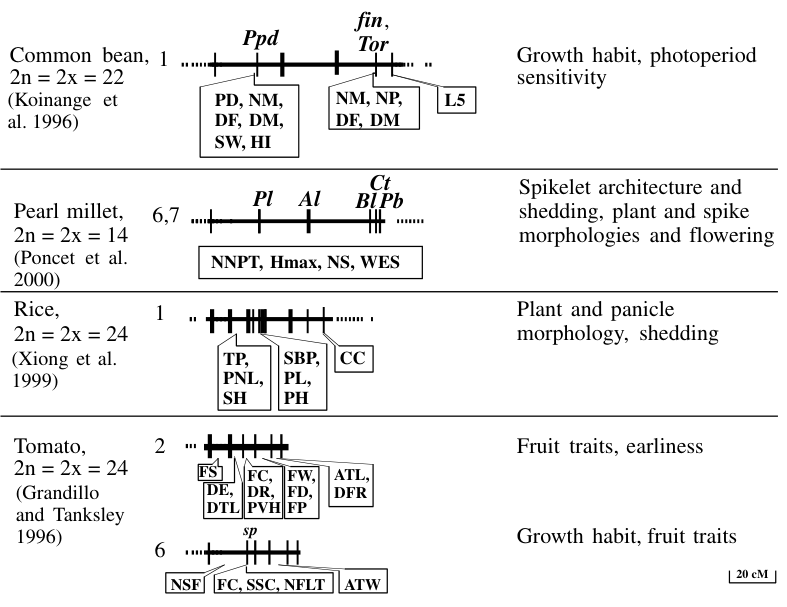 Common bean, 1
2n = 2x = 22
(Koinange et
al. 1996)
Ppd
fin,
Tor
PD, NM,
DF, DM,
SW, HI
NM, NP,
DF, DM
L5
Growth habit, photoperiod
sensitivity
Pearl millet,
2n = 2x = 14
(Poncet et al.
2000)
6,7
Pl
Al
Ct
Bl Pb
NNPT, Hmax, NS, WES
Spikelet architecture and
shedding, plant and spike
morphologies and flowering
Rice,
2n = 2x = 24
(Xiong et al.
1999)
1
TP,
PNL,
SH
SBP,
PL,
PH
CC
Plant and panicle
morphology, shedding
Tomato,
2n = 2x = 24
(Grandillo
and Tanksley
1996)
2
FS
DE,
DTL
FC,
DR,
PVH
FW,
FD,
FP
ATL,
DFR
Fruit traits, earliness
6
sp
NSF
FC, SSC, NFLT
ATW
Growth habit, fruit traits
20 cM